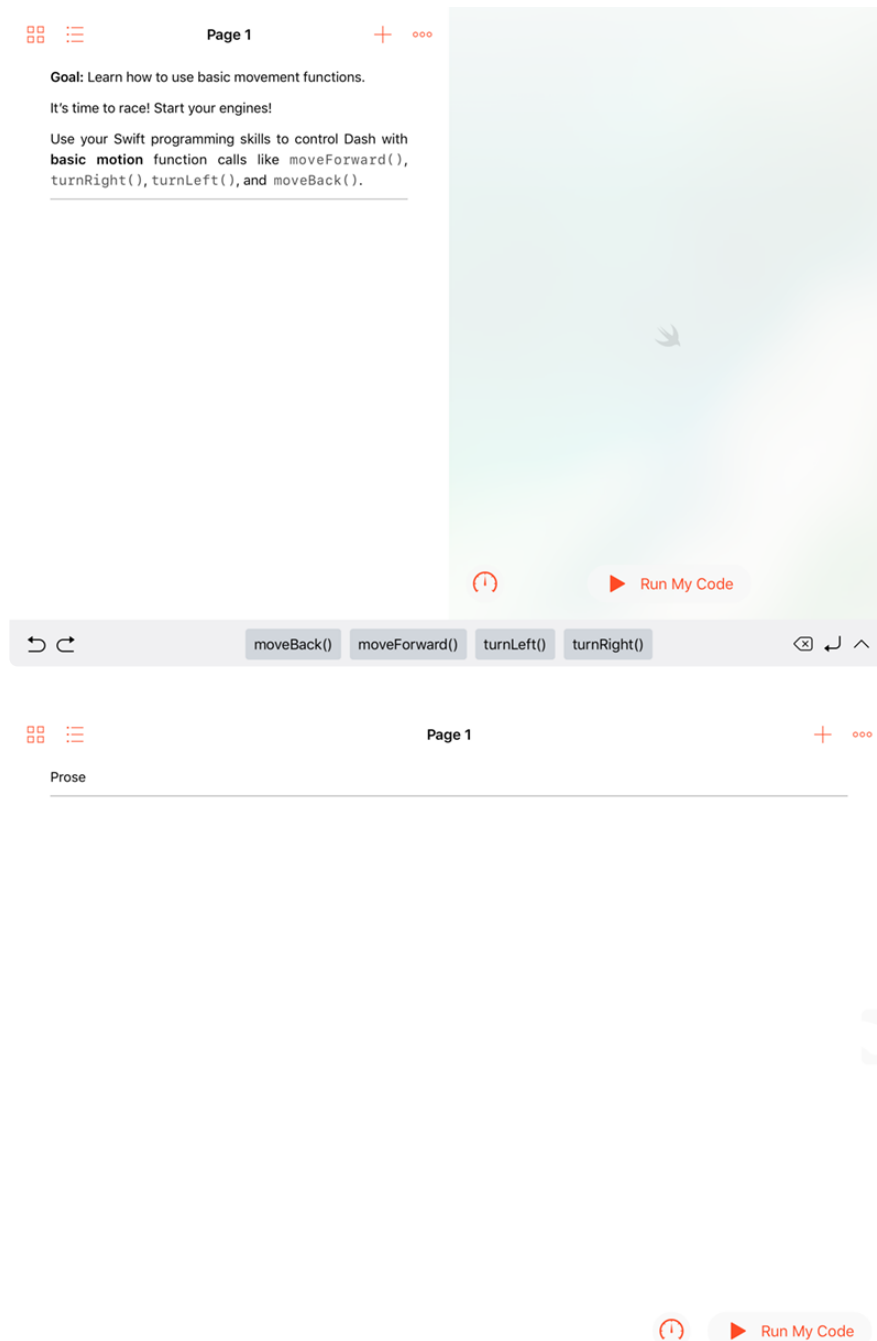 Page 1
Goal: Learn how to use basic movement functions.
It’s time to race! Start your engines!
Use your Swift programming skills to control Dash with
basic motion function calls like moveForward(),
turnRight(), turnLeft(), and moveBack().
Run My Code
moveBack() moveForward() turnLeft() turnRight()
Page 1
Prose
Run My Code